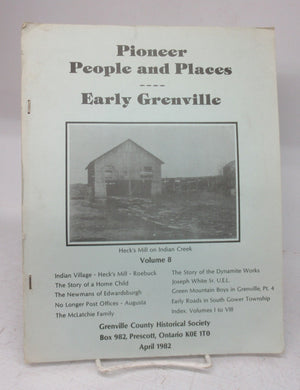 Pioneer
People and Places
----
Early Grenville
Heck's Mill on Indian Creek
Volume 8
Indian Village - Heck's Mill - Roebuck
The Story of a Home Child
The Newmans of Edwardsburgh
No Longer Post Offices - Augusta
The McLatchie Family
The Story of the Dynamite Works
Joseph White Sr. U.E.L.
Green Mountain Boys in Grenville, Pt. 4
Early Roads in South Gower Township
Index. Volumes I to VIII
Grenville County Historical Society
Box 982, Prescott, Ontario K0E 1T0
April 1982